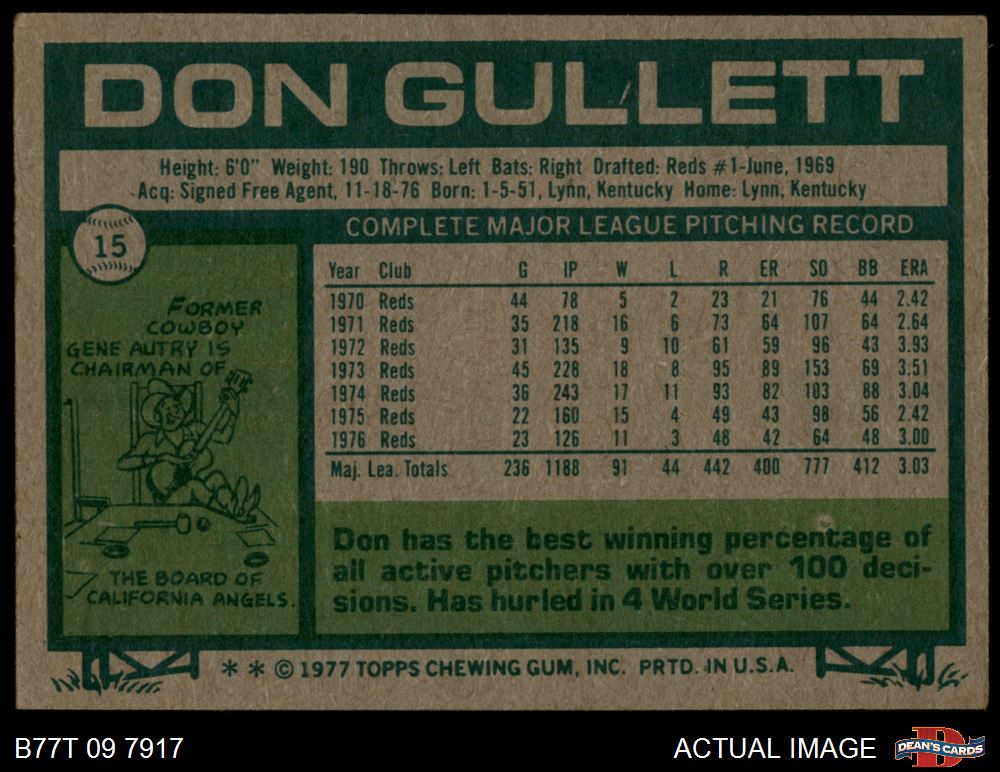 DON GULLETT
Height: 6'0" Weight: 190 Throws: Left Bats: Right Drafted: Reds #1-June, 1969
Acq: Signed Free Agent, 11-18-76 Born: 1-5-51, Lynn, Kentucky Home: Lynn, Kentucky
15
FORMER
COWBOY
GENE AUTRY IS
CHAIRMAN OF
THE BOARD OF
CALIFORNIA ANGELS.
COMPLETE MAJOR LEAGUE PITCHING RECORD
Year Club G IP W L R ER SO BB ERA
1970 Reds 44 78 5 2 23 21 76 44 2.42
1971 Reds 35 218 16 6 73 64 107 64 2.64
1972 Reds 31 135 9 10 61 59 96 43 3.93
1973 Reds 45 228 18 8 95 89 153 69 3.51
1974 Reds 36 243 17 11 93 82 183 88 3.04
1975 Reds 22 160 15 4 49 43 98 56 2.42
1976 Reds 23 126 11 3 48 42 64 48 3.00
Maj. Lea. Totals 236 1188 91 44 442 400 777 412 3.03
Don has the best winning percentage of
all active pitchers with over 100 deci-
sions. Has hurled in 4 World Series.
** © 1977 TOPPS CHEWING GUM, INC. PRTD. IN U.S.A.
B77T 09 7917
ACTUAL IMAGE
DEAN'S CARDS